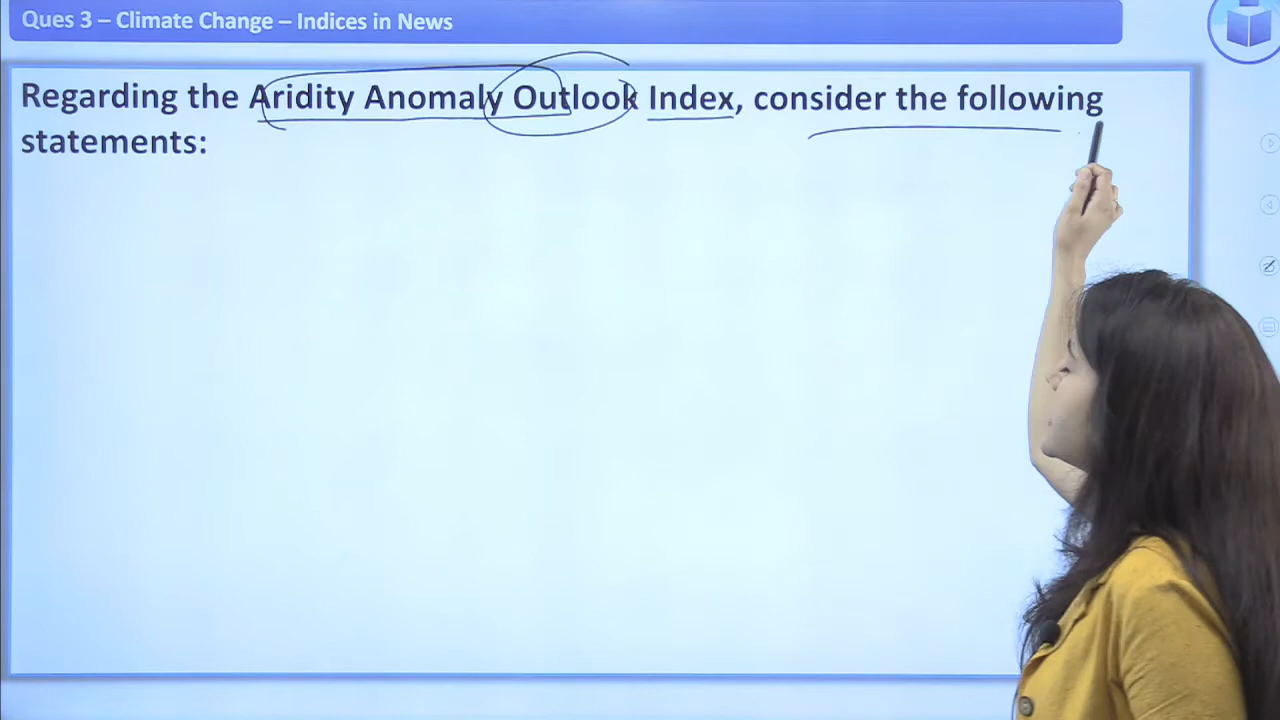 Ques 3 – Climate Change – Indices in News
Regarding the Aridity Anomaly Outlook Index, consider the following
statements: